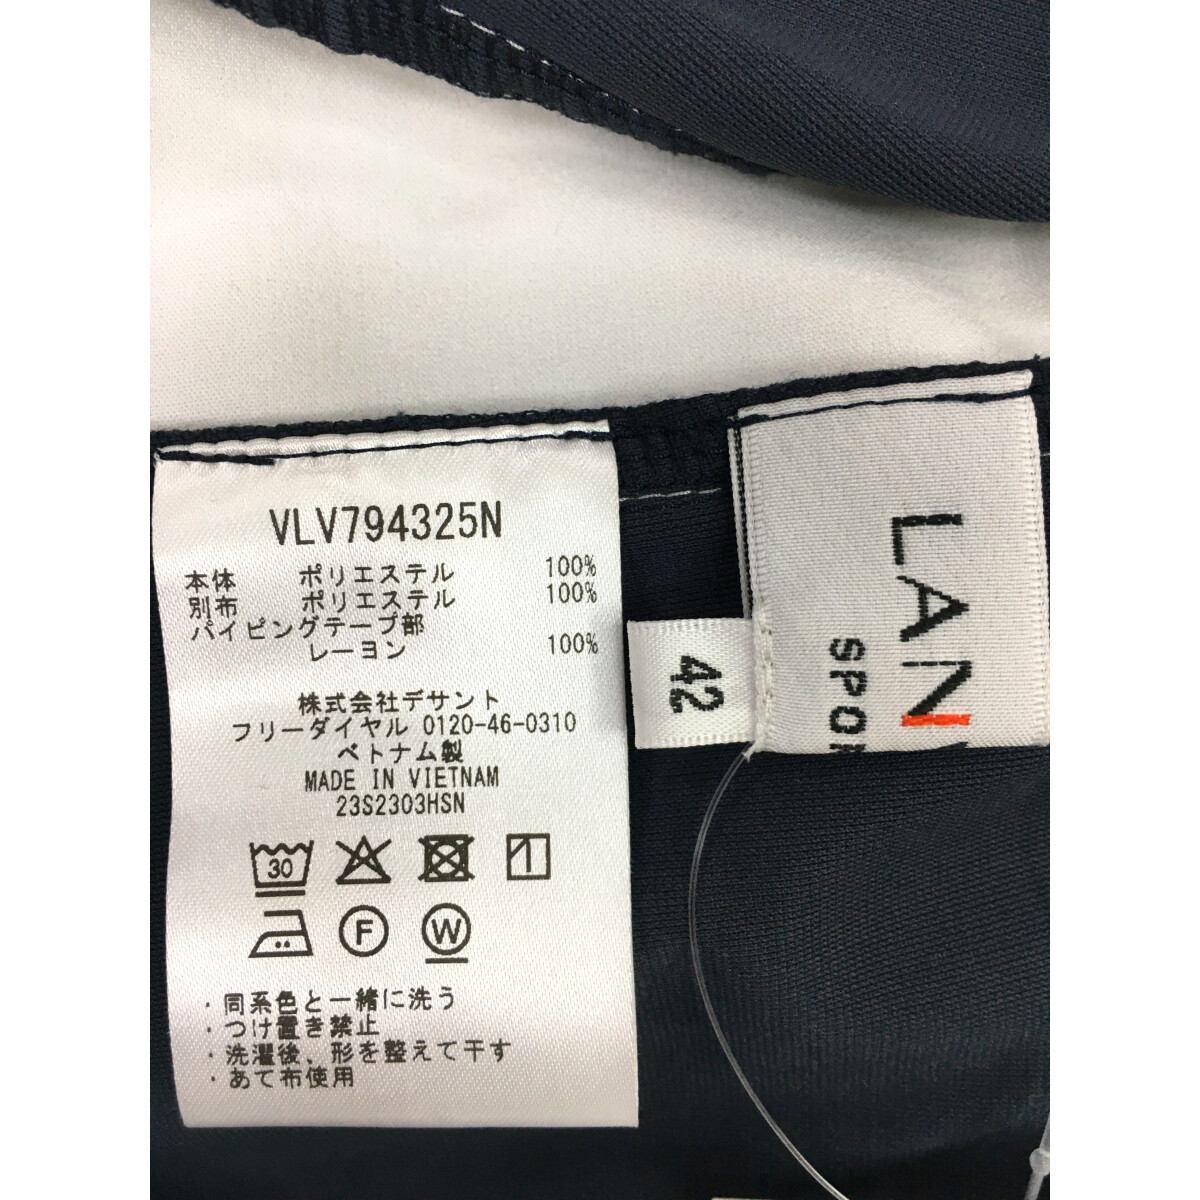 VLV794325N
本体 ポリエステル 100%
別布 ポリエステル 100%
パイピングテープ部
レーヨン 100%
株式会社デサント
フリーダイヤル 0120-46-0310
ベトナム製
MADE IN VIETNAM
23S2303HSN
30
F W
・同系色と一緒に洗う
・つけ置き禁止
・洗濯後、形を整えて干す
・あて布使用
42
LAN
SPOR